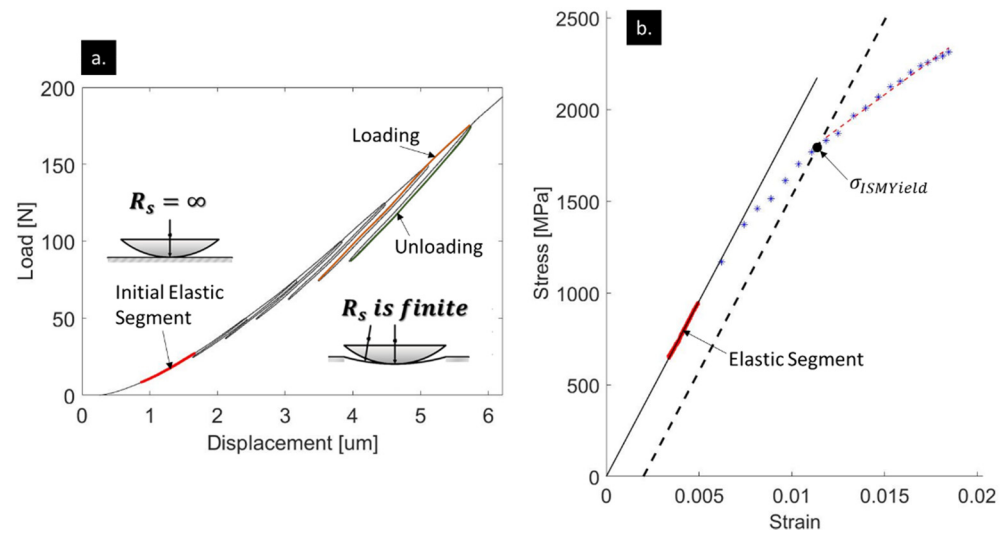 a.
200
150
100
50
0
Load [N]
0 1 2 3 4 5 6
Displacement [um]
Loading
Unloading
R_s = ∞
Initial Elastic
Segment
R_s is finite
b.
2500
2000
1500
1000
500
0
Stress [MPa]
0 0.005 0.01 0.015 0.02
Strain
σ_ISMYield
Elastic Segment